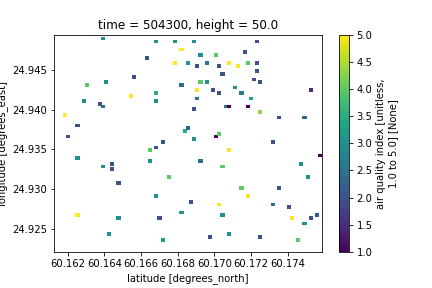 time = 504300, height = 50.0
24.945
24.940
24.935
24.930
24.925
longitude [degrees_east]
60.162 60.164 60.166 60.168 60.170 60.172 60.174
latitude [degrees_north]
5.0
4.5
4.0
3.5
3.0
2.5
2.0
1.5
1.0
air quality index [unitless,
1.0 to 5.0] [None]